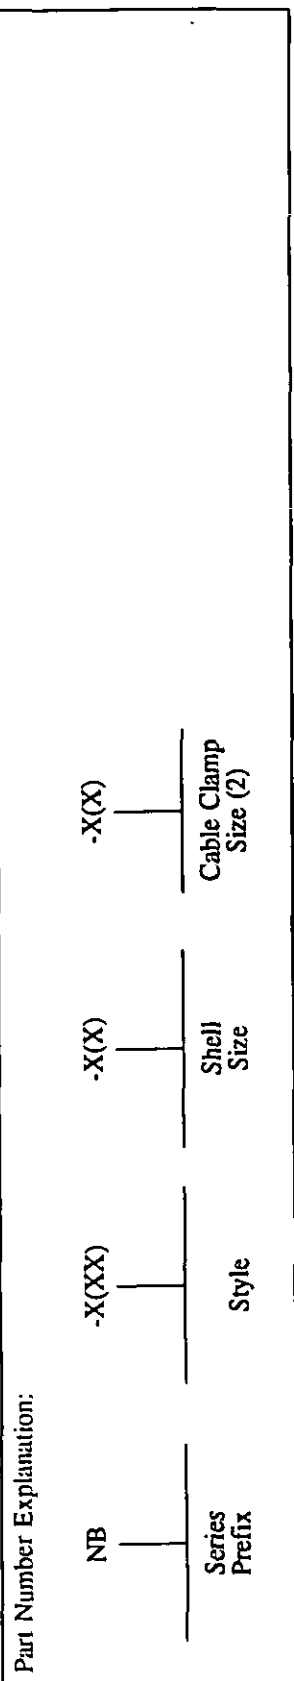 Part Number Explanation:
NB
-X(XX)
-X(X)
-X(X)
Series
Prefix
Style
Shell
Size
Cable Clamp
Size (2)